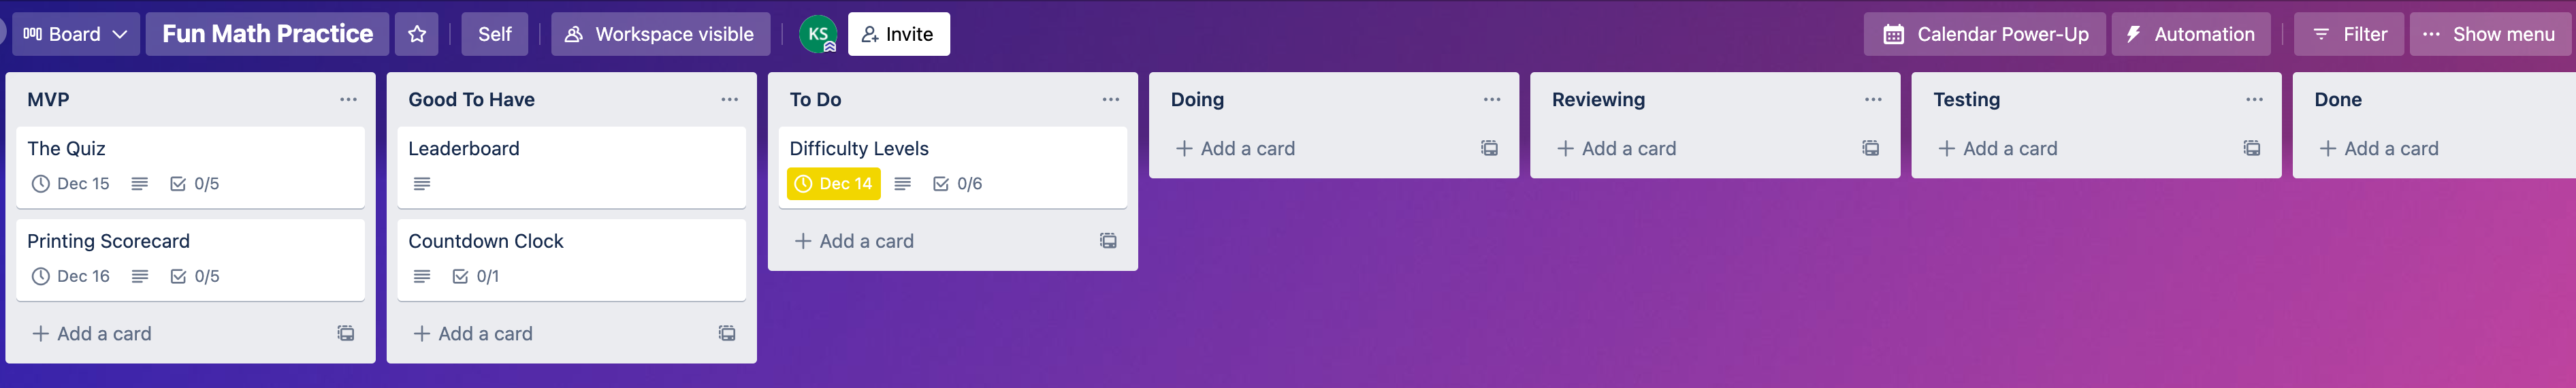 Board
Fun Math Practice
Self
Workspace visible
KS
Invite
Calendar Power-Up
Automation
Filter
Show menu
MVP
The Quiz
Dec 15
0/5
Printing Scorecard
Dec 16
0/5
+ Add a card
Good To Have
Leaderboard
Countdown Clock
0/1
+ Add a card
To Do
Difficulty Levels
Dec 14
0/6
+ Add a card
Doing
+ Add a card
Reviewing
+ Add a card
Testing
+ Add a card
Done
+ Add a card